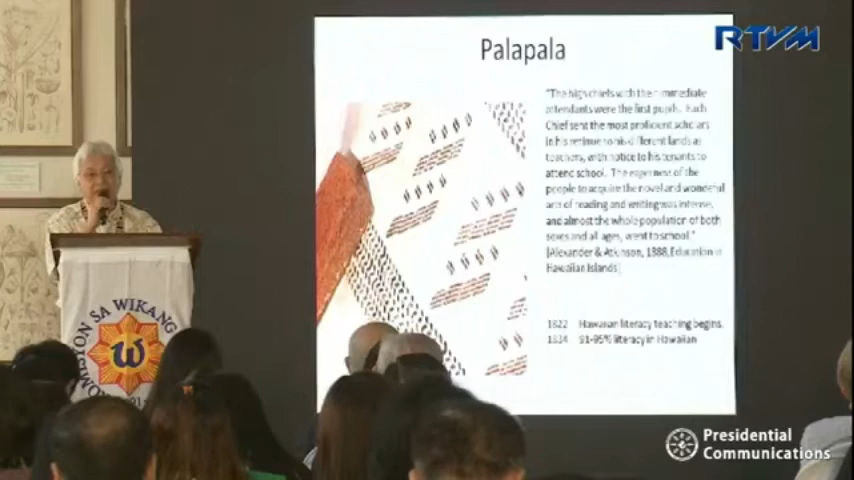 RTVM
Palapala
"The high chiefs with their immediate
attendants were the first pupils. Each
Chief sent the most proficient scholars
in his retinue to his different lands as
teachers, with notice to his tenants to
attend school. The eagerness of the
people to acquire the novel and wonderful
arts of reading and writing was intense,
and almost the whole population of both
sexes and all ages, went to school."
[Alexander & Atkinson, 1888, Education in
Hawaiian Islands]
1822 Hawaiian literacy teaching begins.
1834 91-95% literacy in Hawaiian
SA WIKANG
Presidential
Communications